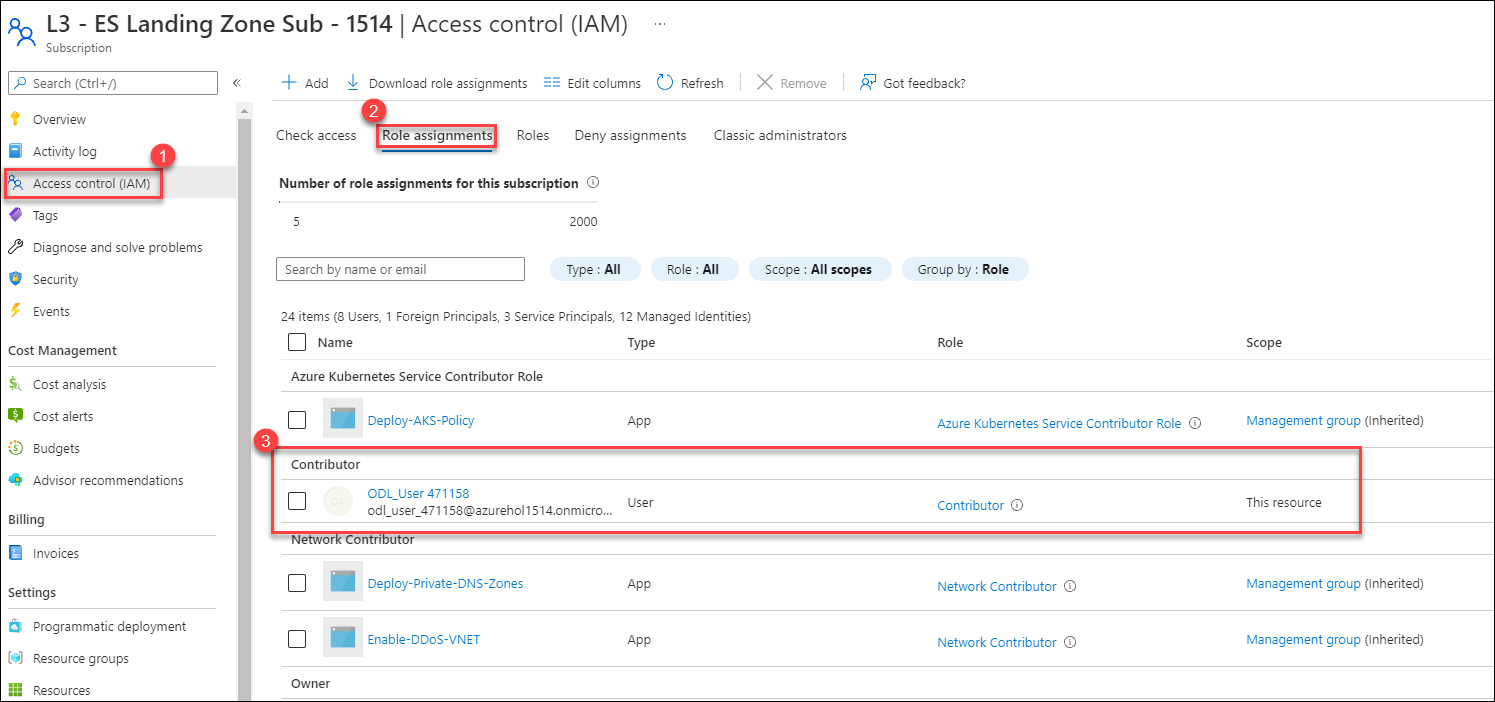 L3 - ES Landing Zone Sub - 1514 | Access control (IAM) ...
Subscription
Search (Ctrl+/)
«
Overview
Activity log
1
Access control (IAM)
Tags
Diagnose and solve problems
Security
Events
Cost Management
Cost analysis
Cost alerts
Budgets
Advisor recommendations
Billing
Invoices
Settings
Programmatic deployment
Resource groups
Resources
Add Download role assignments Edit columns Refresh Remove Got feedback?
2
Check access Role assignments Roles Deny assignments Classic administrators
Number of role assignments for this subscription
5 2000
Search by name or email Type : All Role : All Scope : All scopes Group by : Role
24 items (8 Users, 1 Foreign Principals, 3 Service Principals, 12 Managed Identities)
Name Type Role Scope
Azure Kubernetes Service Contributor Role
Deploy-AKS-Policy App Azure Kubernetes Service Contributor Role Management group (Inherited)
3
Contributor
ODL_User 471158
odl_user_471158@azurehol1514.onmicro... User Contributor This resource
Network Contributor
Deploy-Private-DNS-Zones App Network Contributor Management group (Inherited)
Enable-DDoS-VNET App Network Contributor Management group (Inherited)
Owner